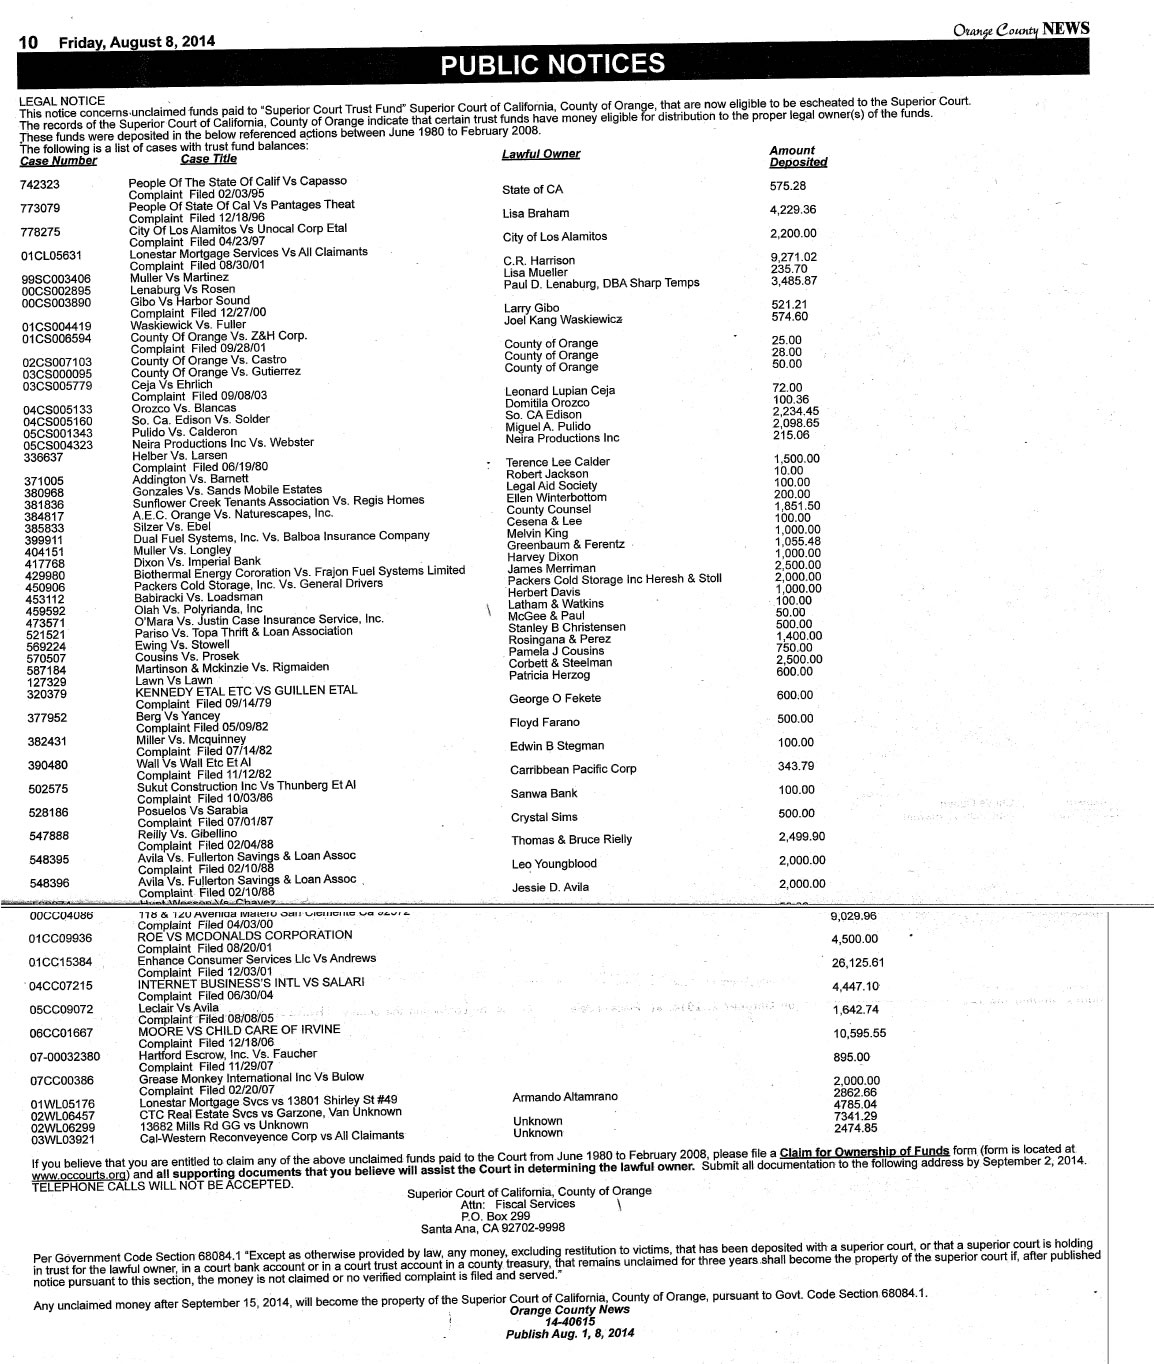 10 Friday, August 8, 2014 Orange County NEWS
PUBLIC NOTICES
LEGAL NOTICE
This notice concerns unclaimed funds paid to "Superior Court Trust Fund" Superior Court of California, County of Orange, that are now eligible to be escheated to the Superior Court.
The records of the Superior Court of California, County of Orange indicate that certain trust funds have money eligible for distribution to the proper legal owner(s) of the funds.
These funds were deposited in the below referenced actions between June 1980 to February 2008.
The following is a list of cases with trust fund balances:
Case Number Case Title Lawful Owner Amount Deposited
742323 People Of The State Of Calif Vs Capasso State of CA 575.28
Complaint Filed 02/03/95
773079 People Of State Of Cal Vs Pantages Theat Lisa Braham 4,229.36
Complaint Filed 12/18/96
778275 City Of Los Alamitos Vs Unocal Corp Etal City of Los Alamitos 2,200.00
Complaint Filed 04/23/97
01CL05631 Lonestar Mortgage Services Vs All Claimants C.R. Harrison 9,271.02
Complaint Filed 08/30/01
99SC003406 Muller Vs Martinez Lisa Mueller 235.70
00CS002895 Lenaburg Vs Rosen Paul D. Lenaburg, DBA Sharp Temps 3,485.87
00CS003890 Gibo Vs Harbor Sound Larry Gibo 521.21
Complaint Filed 12/27/00
01CS004419 Waskiewick Vs. Fuller Joel Kang Waskiewicz 574.60
01CS006594 County Of Orange Vs. Z&H Corp. County of Orange 25.00
Complaint Filed 09/28/01
02CS007103 County Of Orange Vs. Castro County of Orange 28.00
03CS000095 County Of Orange Vs. Gutierrez County of Orange 50.00
03CS005779 Ceja Vs Ehrlich Leonard Lupian Ceja 72.00
Complaint Filed 09/08/03
04CS005133 Orozco Vs. Blancas Domitila Orozco 100.36
04CS005160 So. Ca. Edison Vs. Solder So. CA Edison 2,234.45
05CS001343 Pulido Vs. Calderon Miguel A. Pulido 2,098.65
05CS004323 Neira Productions Inc Vs. Webster Neira Productions Inc 215.06
336637 Helber Vs. Larsen Terence Lee Calder 1,500.00
Complaint Filed 06/19/80
371005 Addington Vs. Barnett Robert Jackson 10.00
380968 Gonzales Vs. Sands Mobile Estates Legal Aid Society 100.00
381836 Sunflower Creek Tenants Association Vs. Regis Homes Ellen Winterbottom 200.00
384817 A.E.C. Orange Vs. Naturescapes, Inc. County Counsel 1,851.50
385833 Silzer Vs. Ebel Cesena & Lee 100.00
399911 Dual Fuel Systems, Inc. Vs. Balboa Insurance Company Melvin King 1,000.00
404151 Muller Vs. Longley Greenbaum & Ferentz 1,055.48
417768 Dixon Vs. Imperial Bank Harvey Dixon 1,000.00
429980 Biothermal Energy Cororation Vs. Frajon Fuel Systems Limited James Merriman 2,500.00
450906 Packers Cold Storage, Inc. Vs. General Drivers Packers Cold Storage Inc Heresh & Stoll 2,000.00
453112 Babiracki Vs. Loadsman Herbert Davis 1,000.00
459592 Olah Vs. Polyrianda, Inc Latham & Watkins 100.00
473571 O'Mara Vs. Justin Case Insurance Service, Inc. McGee & Paul 50.00
521521 Pariso Vs. Topa Thrift & Loan Association Stanley B Christensen 500.00
569224 Ewing Vs. Stowell Rosingana & Perez 1,400.00
570507 Cousins Vs. Prosek Pamela J Cousins 750.00
587184 Martinson & Mckinzie Vs. Rigmaiden Corbett & Steelman 2,500.00
127329 Lawn Vs Lawn Patricia Herzog 600.00
320379 KENNEDY ETAL ETC VS GUILLEN ETAL George O Fekete 600.00
Complaint Filed 09/14/79
377952 Berg Vs Yancey Floyd Farano 500.00
Complaint Filed 05/09/82
382431 Miller Vs. Mcquinney Edwin B Stegman 100.00
Complaint Filed 07/14/82
390480 Wall Vs Wall Etc Et Al Carribbean Pacific Corp 343.79
Complaint Filed 11/12/82
502575 Sukut Construction Inc Vs Thunberg Et Al Sanwa Bank 100.00
Complaint Filed 10/03/86
528186 Posuelos Vs Sarabia Crystal Sims 500.00
Complaint Filed 07/01/87
547888 Reilly Vs. Gibellino Thomas & Bruce Rielly 2,499.90
Complaint Filed 02/04/88
548395 Avila Vs. Fullerton Savings & Loan Assoc Leo Youngblood 2,000.00
Complaint Filed 02/10/88
548396 Avila Vs. Fullerton Savings & Loan Assoc Jessie D. Avila 2,000.00
Complaint Filed 02/10/88
Hunt Wesson Vs. Chavez
00CC04086 118 & 120 Avenida San Clemente Ca 9,029.96
Complaint Filed 04/03/00
01CC09936 ROE VS MCDONALDS CORPORATION 4,500.00
Complaint Filed 08/20/01
01CC15384 Enhance Consumer Services Llc Vs Andrews 26,125.61
Complaint Filed 12/03/01
04CC07215 INTERNET BUSINESS'S INTL VS SALARI 4,447.10
Complaint Filed 06/30/04
05CC09072 Leclair Vs Avila 1,642.74
Complaint Filed 08/08/05
06CC01667 MOORE VS CHILD CARE OF IRVINE 10,595.55
Complaint Filed 12/18/06
07-00032380 Hartford Escrow, Inc. Vs. Faucher 895.00
Complaint Filed 11/29/07
07CC00386 Grease Monkey International Inc Vs Bulow 2,000.00
Complaint Filed 02/20/07
01WL05176 Lonestar Mortgage Svcs vs 13801 Shirley St #49 Armando Altamrano 2862.66
02WL06457 CTC Real Estate Svcs vs Garzone, Van Unknown 4785.04
02WL06299 13682 Mills Rd GG vs Unknown Unknown 7341.29
03WL03921 Cal-Western Reconveyence Corp vs All Claimants Unknown 2474.85
If you believe that you are entitled to claim any of the above unclaimed funds paid to the Court from June 1980 to February 2008, please file a Claim for Ownership of Funds form (form is located at
www.occourts.org) and all supporting documents that you believe will assist the Court in determining the lawful owner. Submit all documentation to the following address by September 2, 2014.
TELEPHONE CALLS WILL NOT BE ACCEPTED.
Superior Court of California, County of Orange
Attn: Fiscal Services
P.O. Box 299
Santa Ana, CA 92702-9998
Per Government Code Section 68084.1 "Except as otherwise provided by law, any money, excluding restitution to victims, that has been deposited with a superior court, or that a superior court is holding
in trust for the lawful owner, in a court bank account or in a court trust account in a county treasury, that remains unclaimed for three years shall become the property of the superior court if, after published
notice pursuant to this section, the money is not claimed or no verified complaint is filed and served."
Any unclaimed money after September 15, 2014, will become the property of the Superior Court of California, County of Orange, pursuant to Govt. Code Section 68084.1.
Orange County News
14-40615
Publish Aug. 1, 8, 2014